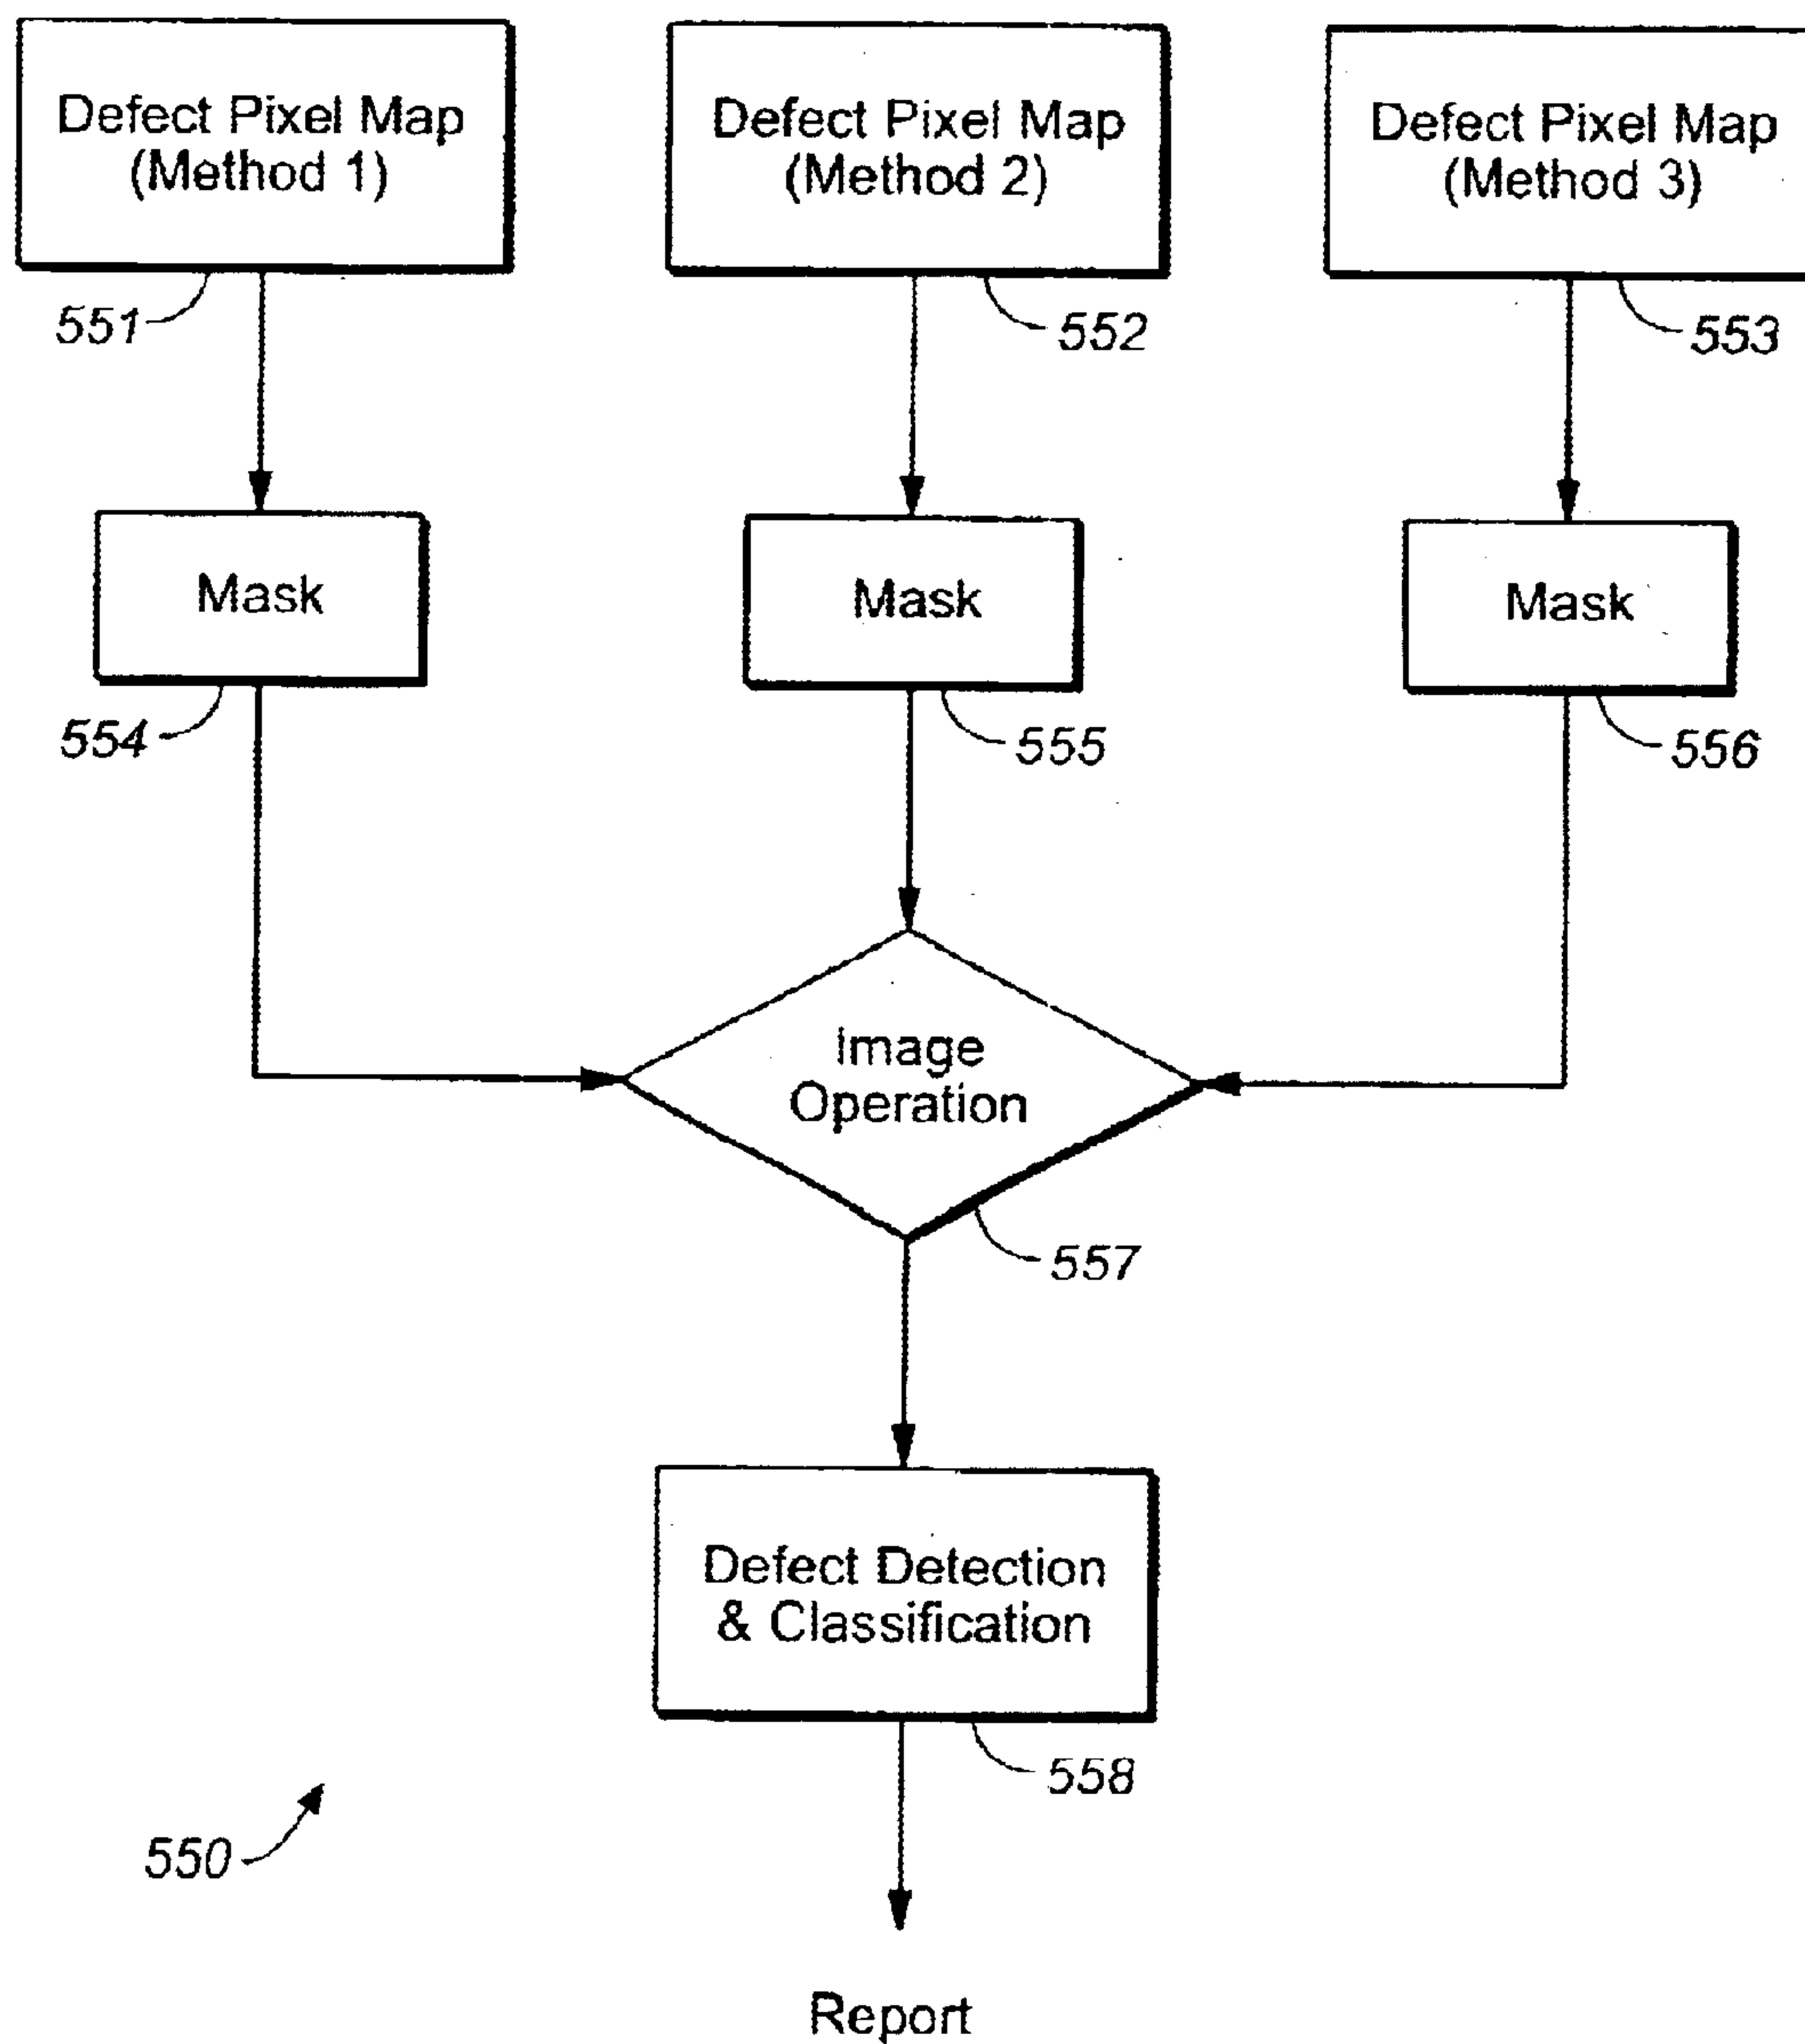 Defect Pixel Map
(Method 1)
Defect Pixel Map
(Method 2)
Defect Pixel Map
(Method 3)
551
552
553
Mask
Mask
Mask
554
555
556
Image
Operation
557
Defect Detection
& Classification
558
550
Report